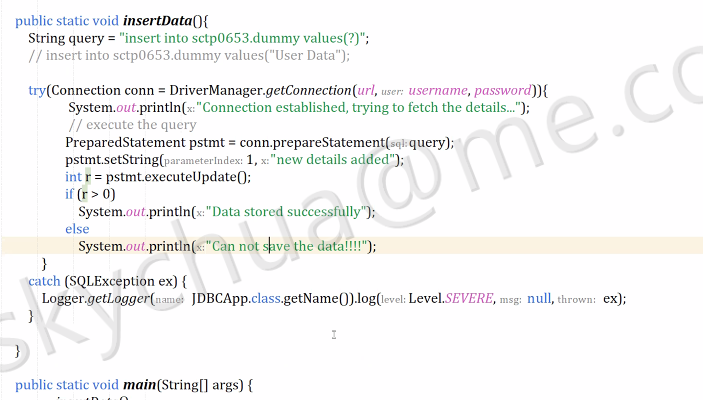 public static void insertData(){
String query = "insert into sctp0653.dummy values(?)";
// insert into sctp0653.dummy values("User Data");
try(Connection conn = DriverManager.getConnection(url, user: username, password)){
System.out.println(x: "Connection established, trying to fetch the details...");
// execute the query
PreparedStatement pstmt = conn.prepareStatement(sql: query);
pstmt.setString(parameterIndex: 1, x: "new details added");
int r = pstmt.executeUpdate();
if (r > 0)
System.out.println(x: "Data stored successfully");
else
System.out.println(x: "Can not save the data!!!!");
}
catch (SQLException ex) {
Logger.getLogger(name: JDBCApp.class.getName()).log(level: Level.SEVERE, msg: null, thrown: ex);
}
}
public static void main(String[] args) {
skychua@me.co